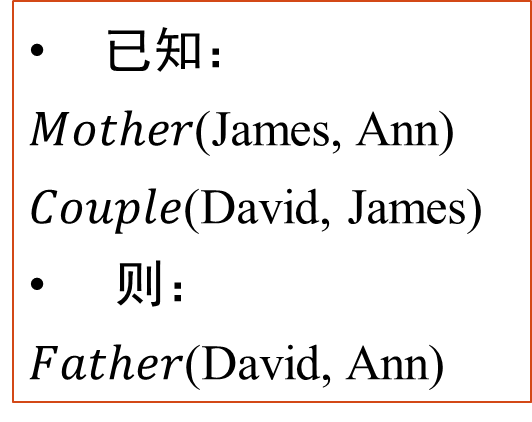 • 已知：
Mother(James, Ann)
Couple(David, James)
• 则：
Father(David, Ann)